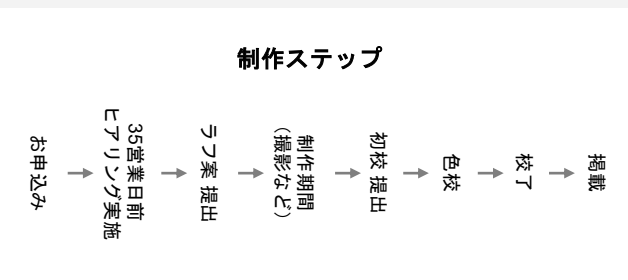 制作ステップ
お申込み
35営業日前
ヒアリング実施
ラフ案 提出
制作期間
(撮影など)
初校 提出
色校
校了
掲載